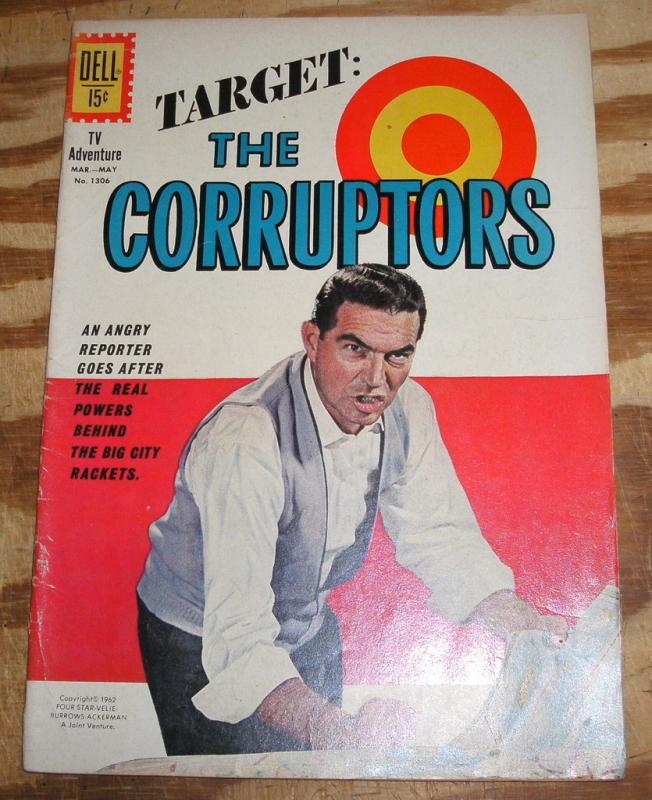 DELL
15¢
TV
Adventure
MAR.—MAY
No. 1306
TARGET:
THE
CORRUPTORS
AN ANGRY
REPORTER
GOES AFTER
THE REAL
POWERS
BEHIND
THE BIG CITY
RACKETS.
Copyright© 1962
FOUR STAR-VELIE-
BURROWS-ACKERMAN
A Joint Venture.